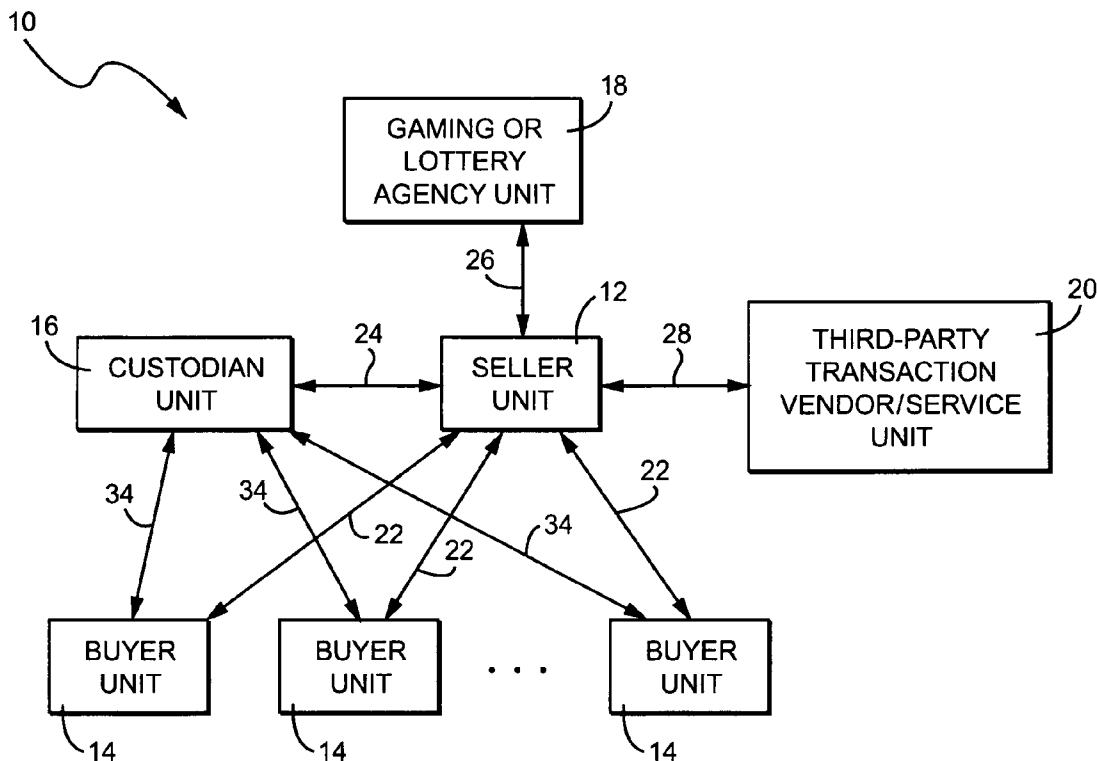 10
18
GAMING OR
LOTTERY
AGENCY UNIT
26
12
20
16
24
28
CUSTODIAN
UNIT
SELLER
UNIT
THIRD-PARTY
TRANSACTION
VENDOR/SERVICE
UNIT
34
34
22
22
34
22
BUYER
UNIT
BUYER
UNIT
. . .
BUYER
UNIT
14
14
14